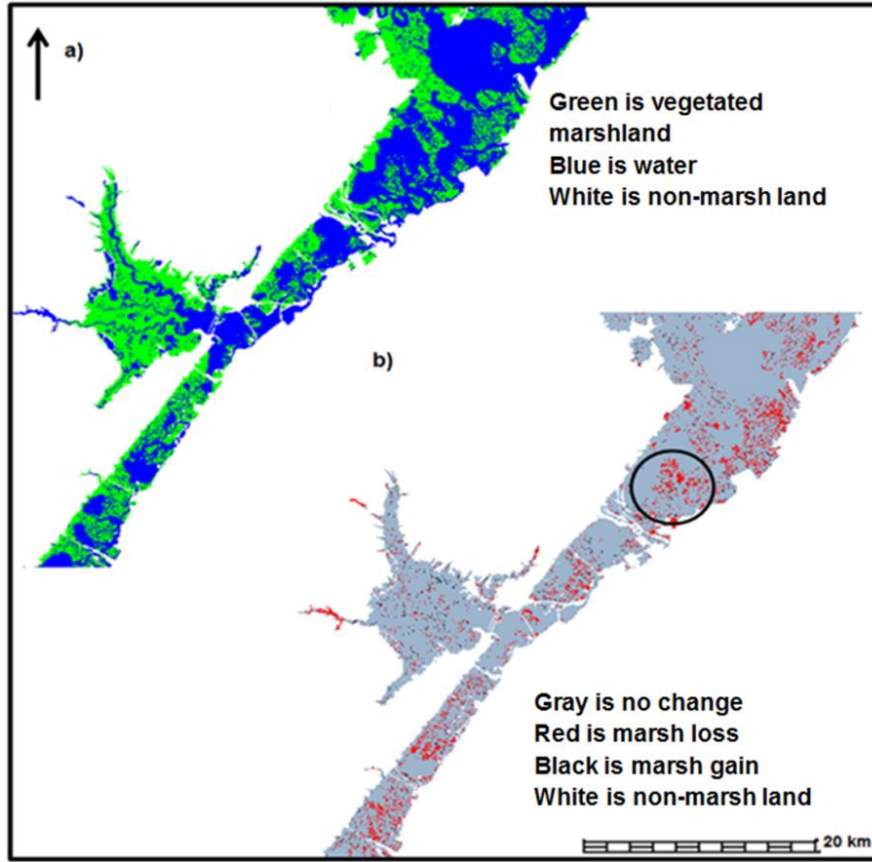 a)
Green is vegetated
marshland
Blue is water
White is non-marsh land
b)
Gray is no change
Red is marsh loss
Black is marsh gain
White is non-marsh land
20 km